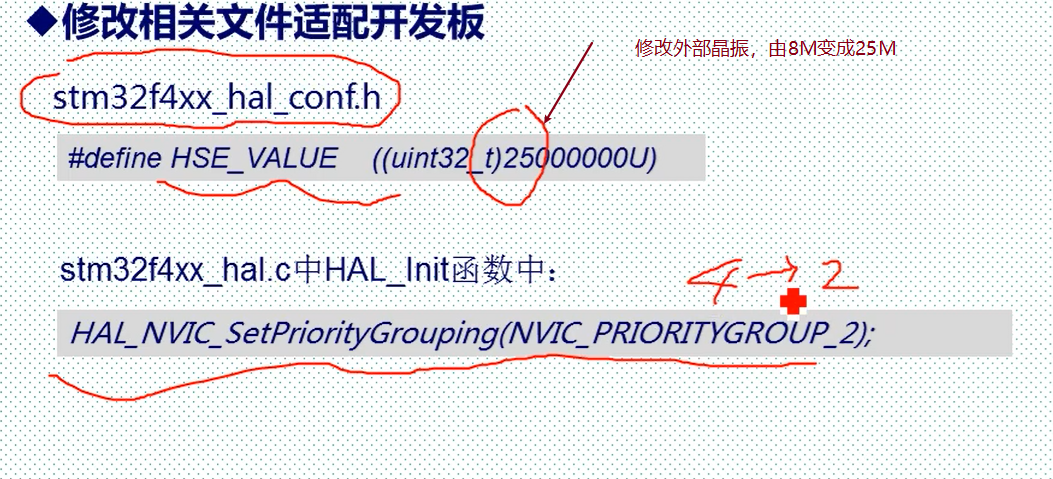 ◆修改相关文件适配开发板
修改外部晶振，由8M变成25M
stm32f4xx_hal_conf.h
#define HSE_VALUE ((uint32_t)25000000U)
stm32f4xx_hal.c中HAL_Init函数中：
4→2
HAL_NVIC_SetPriorityGrouping(NVIC_PRIORITYGROUP_2);